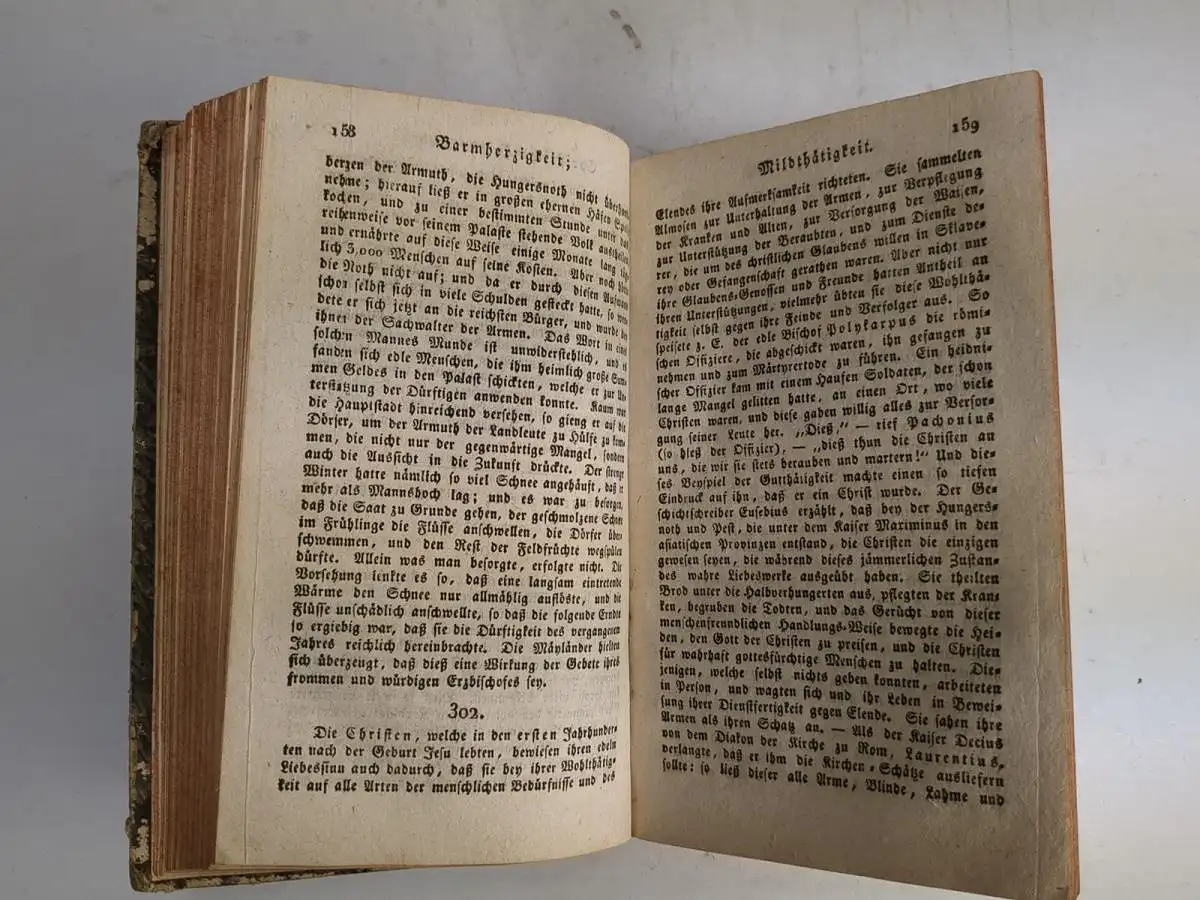 158
Barmherzigkeit;
herzen der Armuth, die Hungersnoth nicht
nehme; hierauf ließ er in großen ehernen Häfen
kochen, und zu einer bestimmten Stunde unter das
reihenweise vor seinem Palaste stehende Volk
und ernährte auf diese Weise einige Monate lang
lich 3,000 Menschen auf seine Kosten. Aber noch
die Noth nicht auf; und da er durch diesen
schon selbst sich in viele Schulden gesteckt hatte, so
dete er sich jetzt an die reichsten Bürger, und wurde
ihnen der Sachwalter der Armen. Das Wort in
solchen Mannes Munde ist unwiderstehlich, und
fanden sich edle Menschen, die ihm heimlich große Sum-
men Geldes in den Palast schickten, welche er zur Un-
terstützung der Dürftigen anwenden konnte. Kaum war
die Hauptstadt hinreichend versehen, so gieng er auf die
Dörfer, um der Armuth der Landleute zu Hülfe zu kom-
men, die nicht nur der gegenwärtige Mangel, sondern
auch die Aussicht in die Zukunft drückte. Der strenge
Winter hatte nämlich so viel Schnee angehäuft, daß er
mehr als Mannshoch lag; und es war zu besorgen,
daß die Saat zu Grunde gehen, der geschmolzene Schnee
im Frühlinge die Flüsse anschwellen, die Dörfer über-
schwemmen, und den Rest der Feldfrüchte wegspülen
dürfte. Allein was man besorgte, erfolgte nicht. Die
Vorsehung lenkte es so, daß eine langsam eintretende
Wärme den Schnee nur allmählig auflöste, und die
Flüsse unschädlich anschwellte, so daß die folgende Erndte
so ergiebig war, daß sie die Dürftigkeit des vergangenen
Jahres reichlich hereinbrachte. Die Mayländer hielten
sich überzeugt, daß dieß eine Wirkung der Gebete ihres
frommen und würdigen Erzbischofes sey.
302.
Die Christen, welche in den ersten Jahrhunder-
ten nach der Geburt Jesu lebten, bewiesen ihren edeln
Liebessinn auch dadurch, daß sie bey ihrer Wohlthätig-
keit auf alle Arten der menschlichen Bedürfnisse und des
Mildthätigkeit.
159
Elendes ihre Aufmerksamkeit richteten. Sie sammelten
Almosen zur Unterhaltung der Armen, zur Verpflegung
der Kranken und Alten, zur Versorgung der Waisen,
zur Unterstützung der Beraubten, und zum Dienste de-
rer, die um des christlichen Glaubens willen in Sklave-
rey oder Gefangenschaft gerathen waren. Aber nicht nur
ihre Glaubens-Genossen und Freunde hatten Antheil an
ihren Unterstützungen, vielmehr übten sie diese Wohlthä-
tigkeit selbst gegen ihre Feinde und Verfolger aus. So
speisete z. E. der edle Bischof Polykarpus die römi-
schen Offiziere, die abgeschickt waren, ihn gefangen zu
nehmen und zum Märtyrertode zu führen. Ein heidni-
scher Offizier kam mit einem Haufen Soldaten, der schon
lange Mangel gelitten hatte, an einen Ort, wo viele
Christen waren, und diese gaben willig alles zur Versor-
gung seiner Leute her. „Dieß,“ — rief Pachonius
(so hieß der Offizier), — „dieß thun die Christen an
uns, die wir sie stets berauben und martern!“ Und die-
ses Beyspiel der Gutthätigkeit machte einen so tiefen
Eindruck auf ihn, daß er ein Christ wurde. Der Ge-
schichtschreiber Eusebius erzählt, daß bey der Hungers-
noth und Pest, die unter dem Kaiser Maximinus in den
asiatischen Provinzen entstand, die Christen die einzigen
gewesen seyen, die während dieses jämmerlichen Zustan-
des wahre Liebeswerke ausgeübt haben. Sie theilten
Brod unter die Halbverhungerten aus, pflegten der Kran-
ken, begruben die Todten, und das Gerücht von dieser
menschenfreundlichen Handlungs-Weise bewegte die Hei-
den, den Gott der Christen zu preisen, und die Christen
für wahrhaft gottesfürchtige Menschen zu halten. Die-
jenigen, welche selbst nichts geben konnten, arbeiteten
in Person, und wagten sich und ihr Leben in Bewei-
sung ihrer Dienstfertigkeit gegen Elende. Sie sahen ihre
Armen als ihren Schatz an. — Als der Kaiser Decius
von dem Diakon der Kirche zu Rom, Laurentius,
verlangte, daß er ihm die Kirchen-Schätze ausliefern
sollte: so ließ dieser alle Arme, Blinde, Lahme und